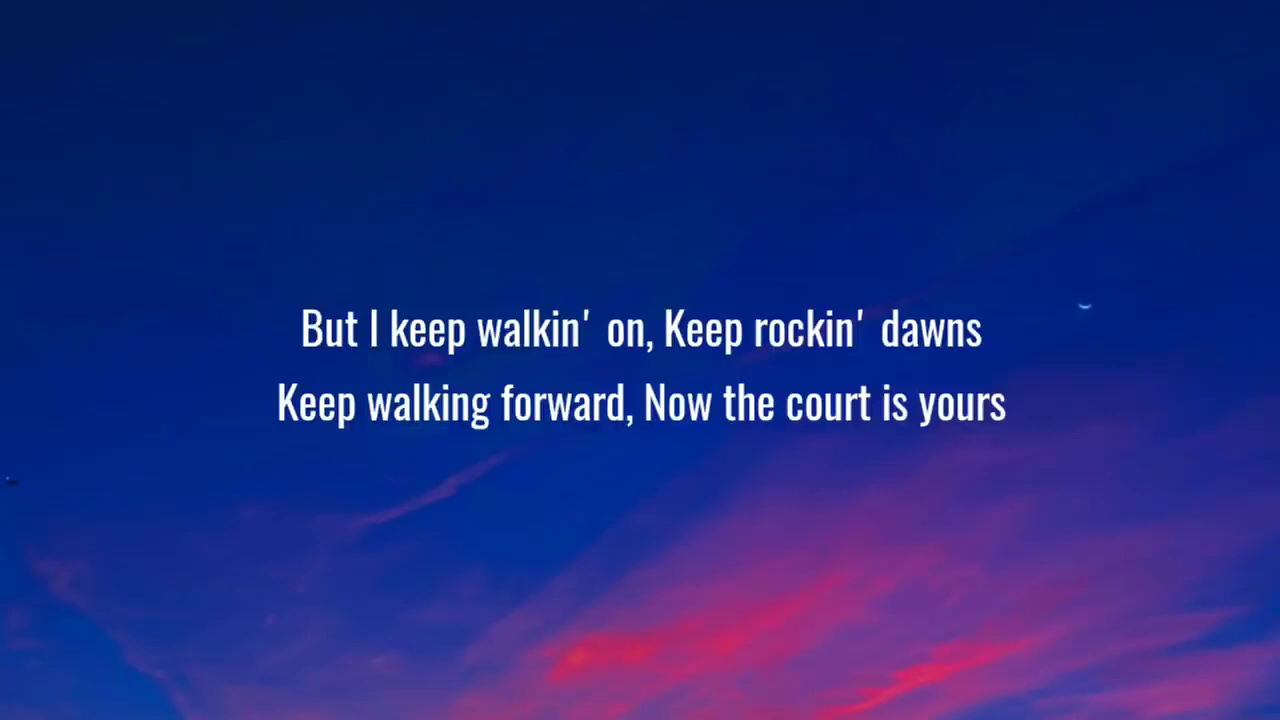 But I keep walkin' on, Keep rockin' dawns
Keep walking forward, Now the court is yours